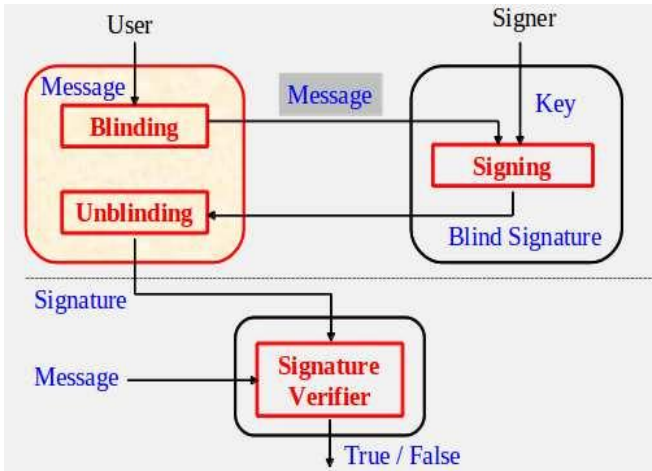 User
Signer
Message
Message
Key
Blinding
Signing
Unblinding
Blind Signature
Signature
Signature
Verifier
Message
True / False